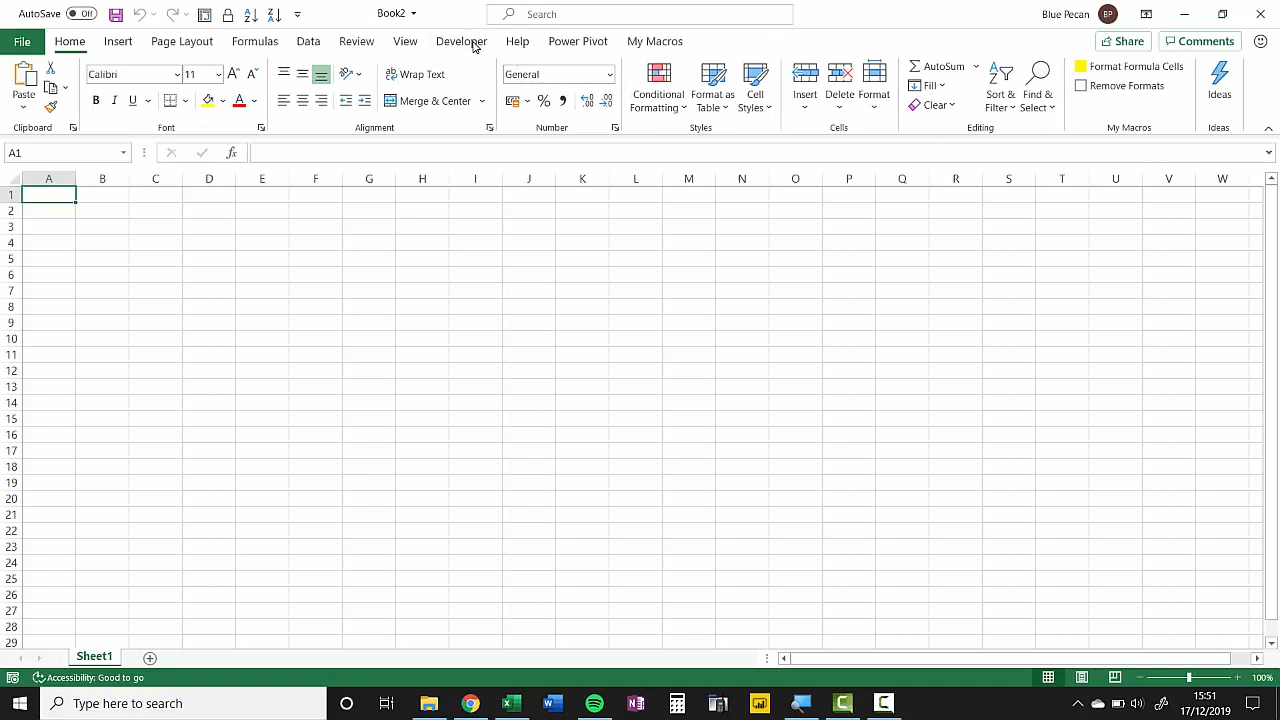 AutoSave Off Book2 Search Blue Pecan BP
File Home Insert Page Layout Formulas Data Review View Developer Help Power Pivot My Macros Share Comments
Calibri 11 Wrap Text General AutoSum Format Formula Cells
Paste Conditional Formatting Format as Table Cell Styles Insert Delete Format Fill Sort & Filter Find & Select Remove Formats Ideas
B I U A Merge & Center % Clear
Clipboard Font Alignment Number Styles Cells Editing My Macros Ideas
A1 fx
A B C D E F G H I J K L M N O P Q R S T U V W
1
2
3
4
5
6
7
8
9
10
11
12
13
14
15
16
17
18
19
20
21
22
23
24
25
26
27
28
29
Sheet1
Accessibility: Good to go 100%
Type here to search 15:51
17/12/2019